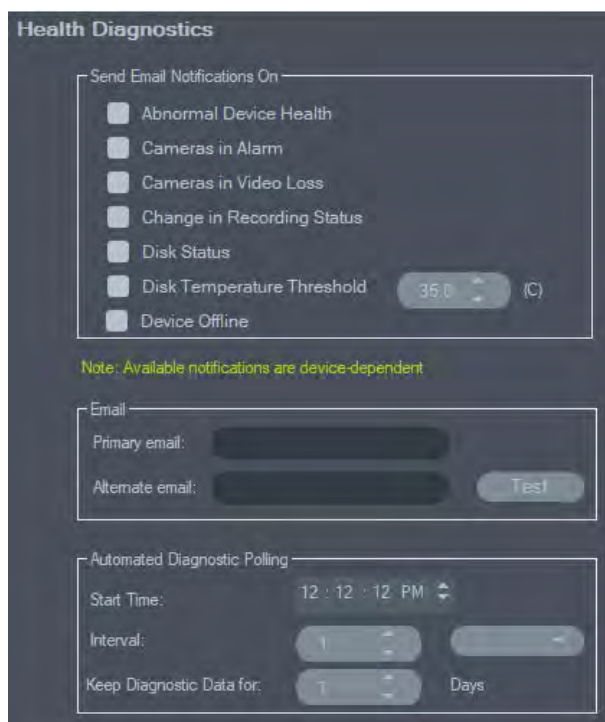 Health Diagnostics
Send Email Notifications On
Abnormal Device Health
Cameras in Alarm
Cameras in Video Loss
Change in Recording Status
Disk Status
Disk Temperature Threshold 35.0 (C)
Device Offline
Note: Available notifications are device-dependent
Email
Primary email:
Alternate email: Test
Automated Diagnostic Polling
Start Time: 12 : 12 : 12 PM
Interval: 1
Keep Diagnostic Data for: 1 Days